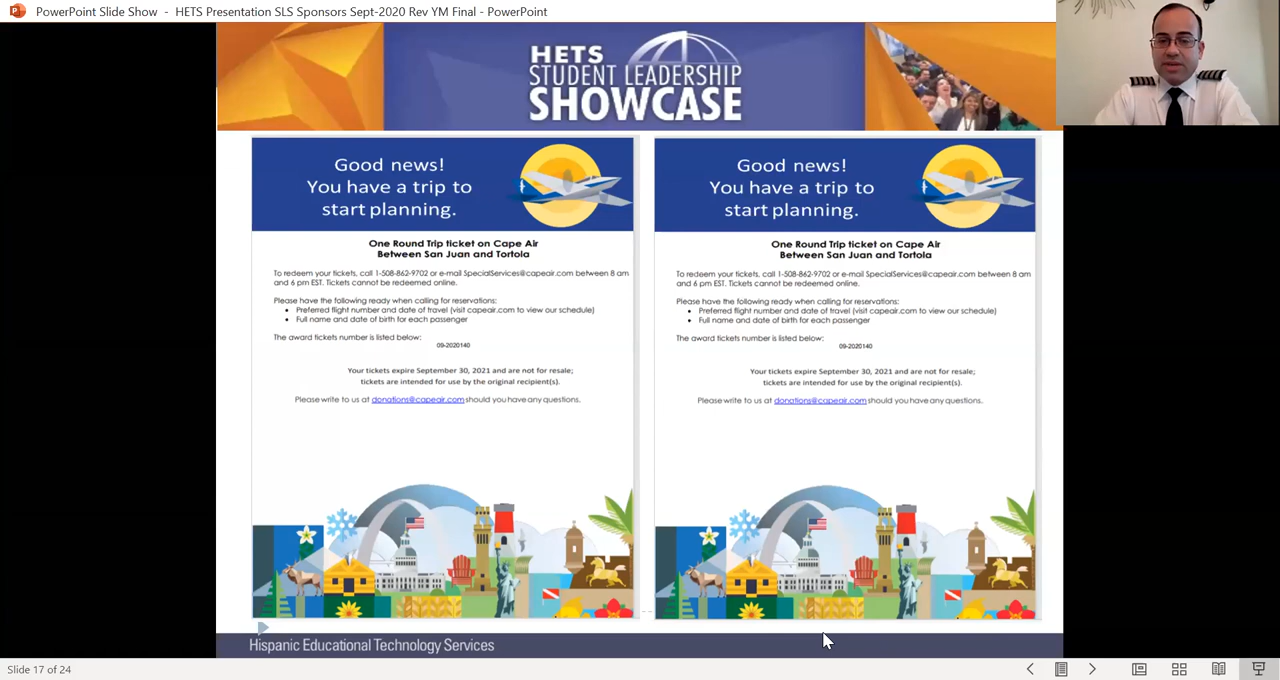 PowerPoint Slide Show - HETS Presentation SLS Sponsors Sept-2020 Rev YM Final - PowerPoint
HETS
STUDENT LEADERSHIP
SHOWCASE
Good news!
You have a trip to
start planning.
One Round Trip ticket on Cape Air
Between San Juan and Tortola
To redeem your tickets, call 1-508-862-9702 or e-mail SpecialServices@capeair.com between 8 am
and 6 pm EST. Tickets cannot be redeemed online.
Please have the following ready when calling for reservations:
• Preferred flight number and date of travel (visit capeair.com to view our schedule)
• Full name and date of birth for each passenger
The award tickets number is listed below:
09-2020140
Your tickets expire September 30, 2021 and are not for resale;
tickets are intended for use by the original recipient(s).
Please write to us at donations@capeair.com should you have any questions.
Good news!
You have a trip to
start planning.
One Round Trip ticket on Cape Air
Between San Juan and Tortola
To redeem your tickets, call 1-508-862-9702 or e-mail SpecialServices@capeair.com between 8 am
and 6 pm EST. Tickets cannot be redeemed online.
Please have the following ready when calling for reservations:
• Preferred flight number and date of travel (visit capeair.com to view our schedule)
• Full name and date of birth for each passenger
The award tickets number is listed below:
09-2020140
Your tickets expire September 30, 2021 and are not for resale;
tickets are intended for use by the original recipient(s).
Please write to us at donations@capeair.com should you have any questions.
Hispanic Educational Technology Services
Slide 17 of 24